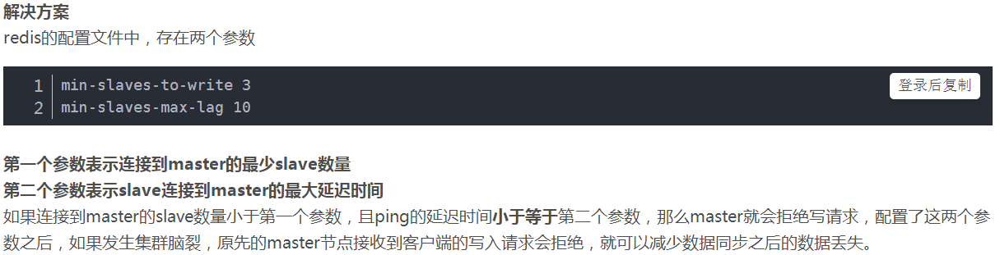 解决方案
redis的配置文件中，存在两个参数
1 min-slaves-to-write 3
登录后复制
2 min-slaves-max-lag 10
第一个参数表示连接到master的最少slave数量
第二个参数表示slave连接到master的最大延迟时间
如果连接到master的slave数量小于第一个参数，且ping的延迟时间小于等于第二个参数，那么master就会拒绝写请求，配置了这两个参
数之后，如果发生集群脑裂，原先的master节点接收到客户端的写入请求会拒绝，就可以减少数据同步之后的数据丢失。